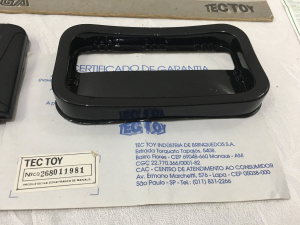 TEC TOY
CERTIFICADO DE GARANTIA
TEC TOY
TEC TOY INDÚSTRIA DE BRINQUEDOS S.A.
Estrada Torquato Tapajós, 5408,
Bairro Flores - CEP 69048-660 Manaus - AM
CGC 22.770.366/0001-82
CAC - CENTRO DE ATENDIMENTO AO CONSUMIDOR
Av. Ermano Marchetti, 576 - Lapa - CEP 05038-000
São Paulo - SP - Tel.: (011) 831-2266
TEC TOY
Nº 268011981